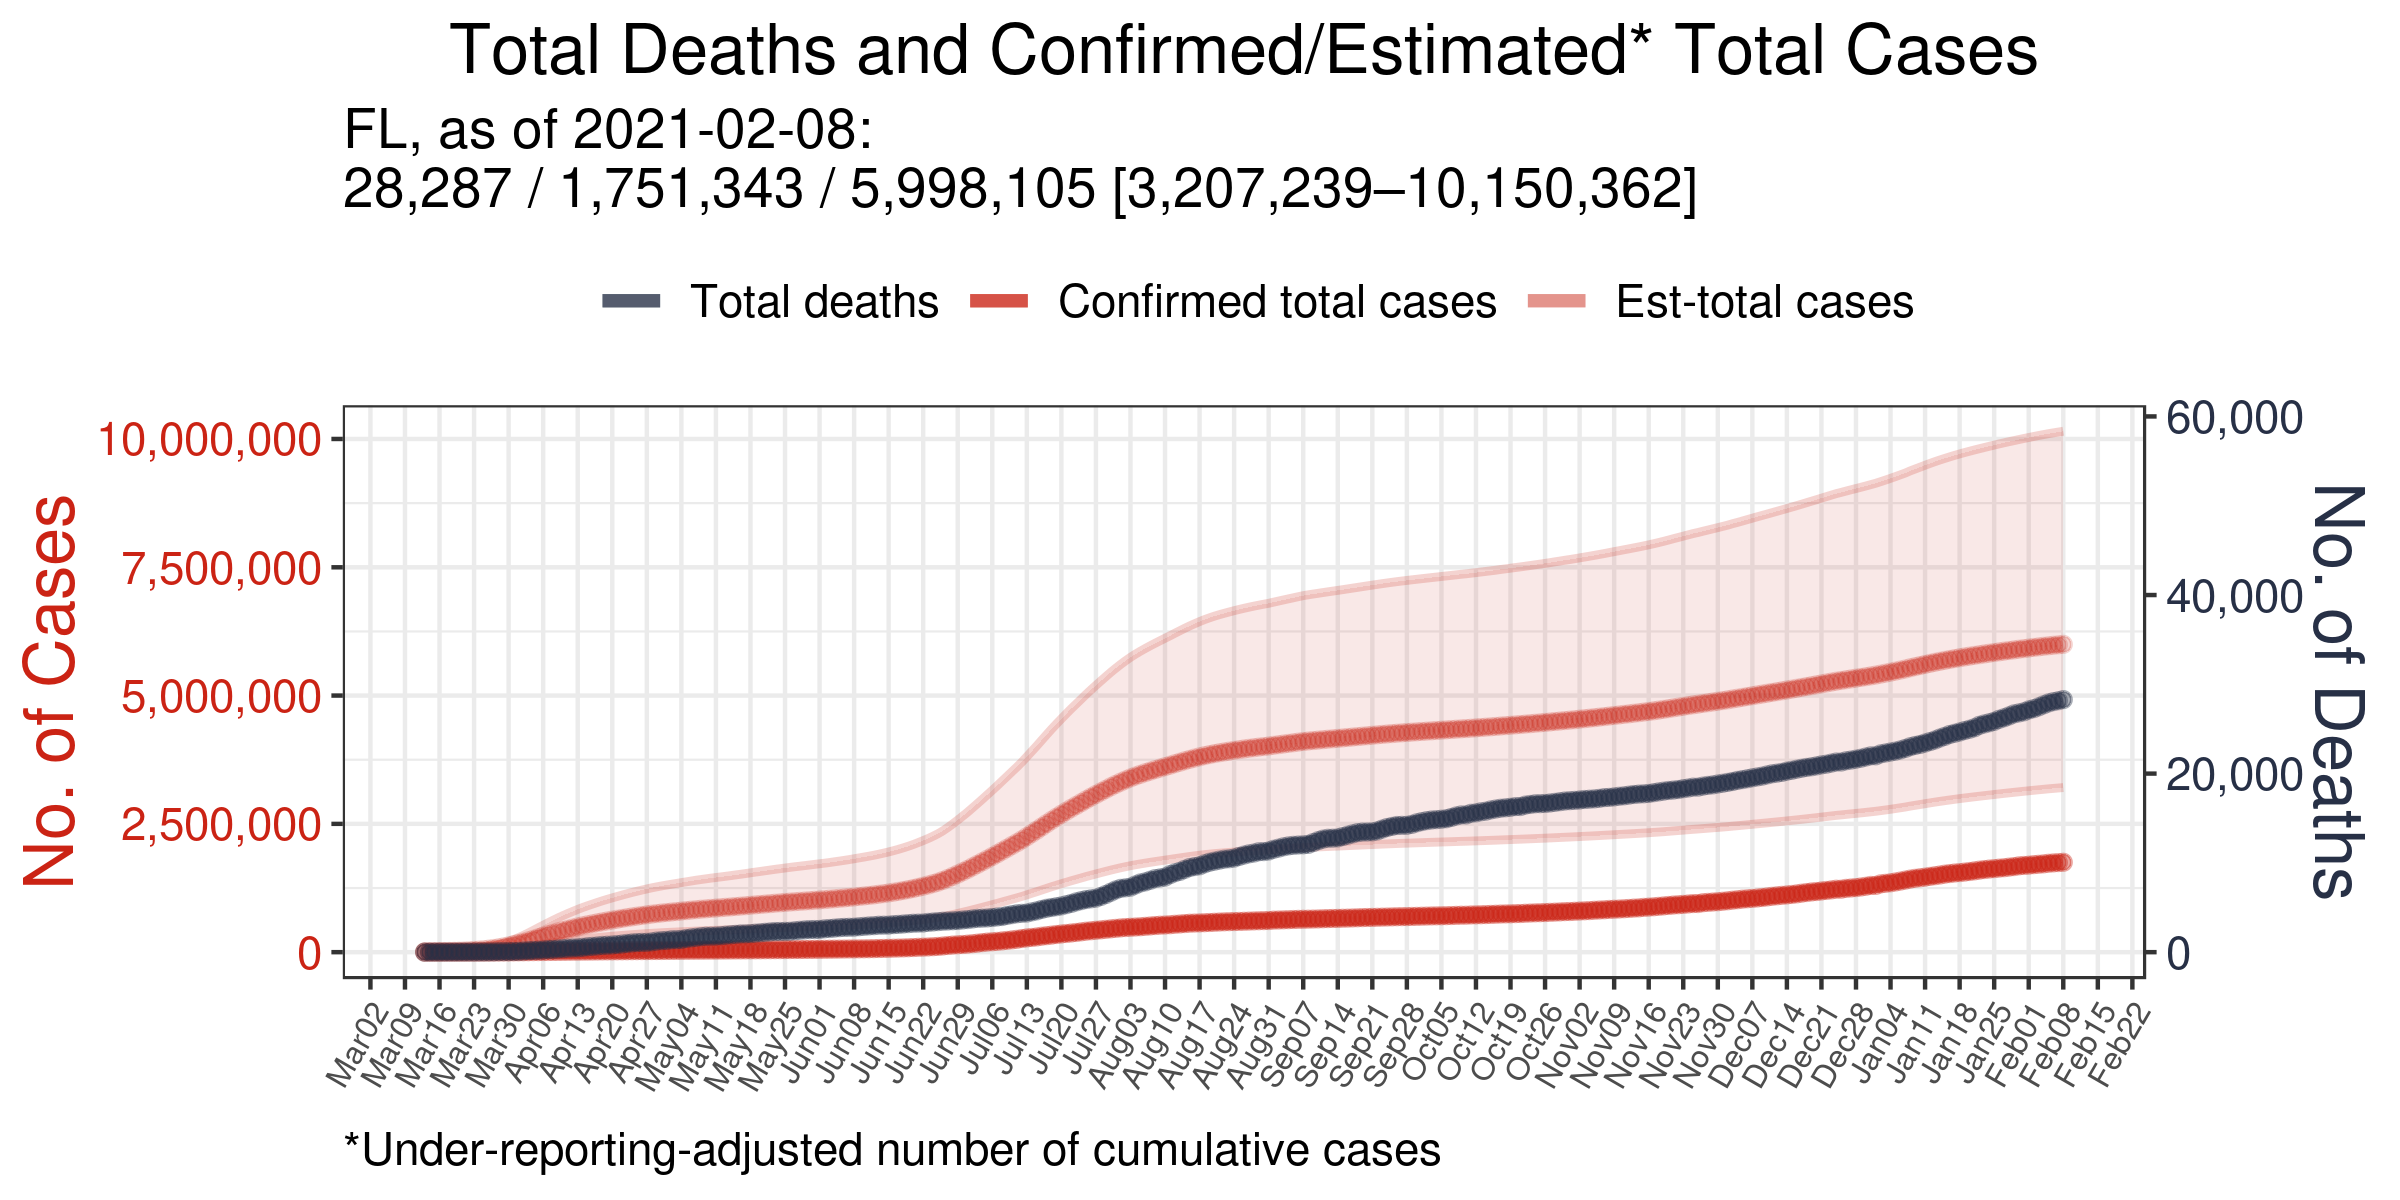 Total Deaths and Confirmed/Estimated* Total Cases
FL, as of 2021-02-08:
28,287 / 1,751,343 / 5,998,105 [3,207,239–10,150,362]
Total deaths
Confirmed total cases
Est-total cases
No. of Cases
10,000,000
7,500,000
5,000,000
2,500,000
0
60,000
40,000
20,000
0
No. of Deaths
Mar02
Mar09
Mar16
Mar23
Mar30
Apr06
Apr13
Apr20
Apr27
May04
May11
May18
May25
Jun01
Jun08
Jun15
Jun22
Jun29
Jul06
Jul13
Jul20
Jul27
Aug03
Aug10
Aug17
Aug24
Aug31
Sep07
Sep14
Sep21
Sep28
Oct05
Oct12
Oct19
Oct26
Nov02
Nov09
Nov16
Nov23
Nov30
Dec07
Dec14
Dec21
Dec28
Jan04
Jan11
Jan18
Jan25
Feb01
Feb08
Feb15
Feb22
*Under-reporting-adjusted number of cumulative cases